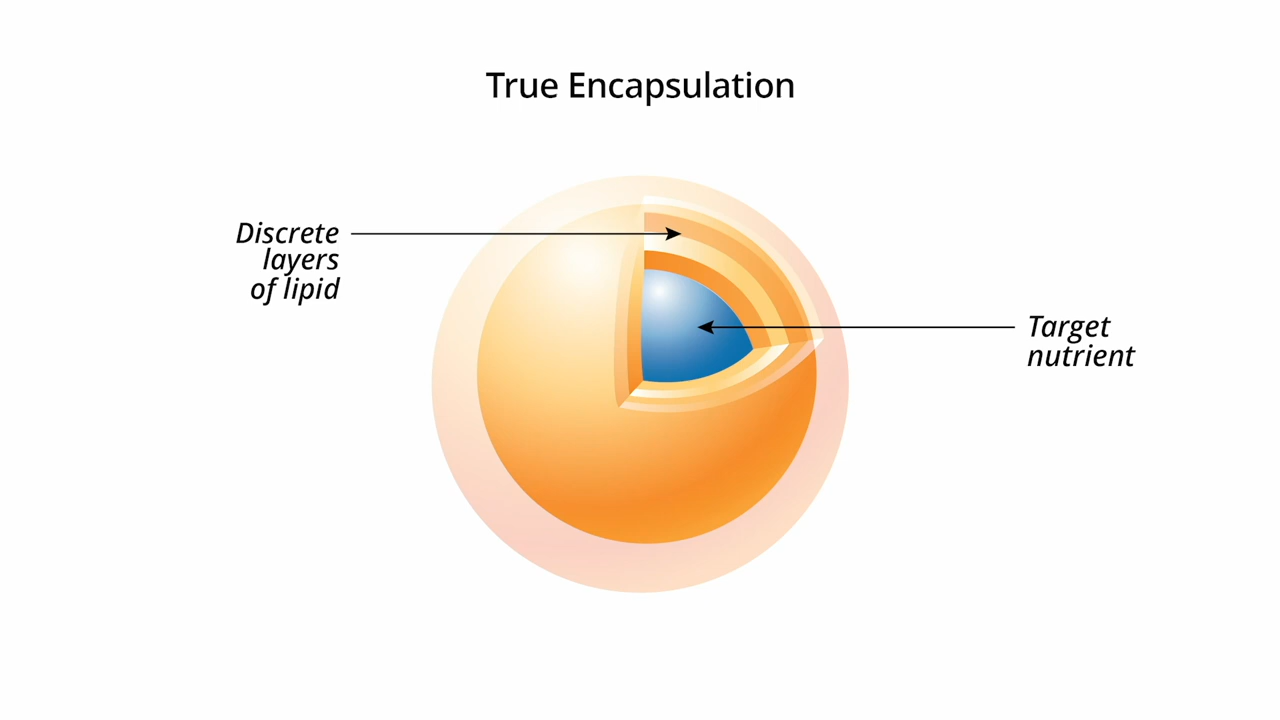 True Encapsulation
Discrete
layers
of lipid
Target
nutrient